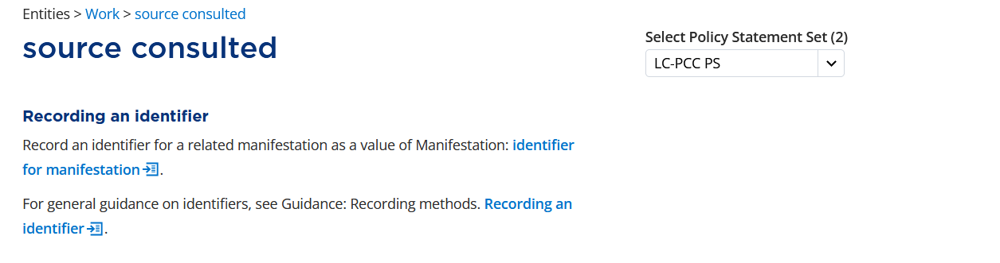 Entities > Work > source consulted
source consulted
Select Policy Statement Set (2)
LC-PCC PS
Recording an identifier
Record an identifier for a related manifestation as a value of Manifestation: identifier
for manifestation.
For general guidance on identifiers, see Guidance: Recording methods. Recording an
identifier.